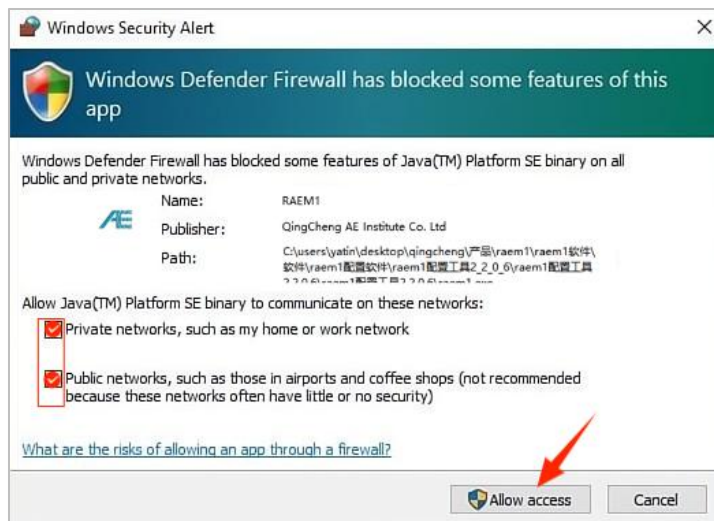 Windows Security Alert
Windows Defender Firewall has blocked some features of this
app
Windows Defender Firewall has blocked some features of Java(TM) Platform SE binary on all
public and private networks.
AE
Name:
RAEM1
Publisher:
QingCheng AE Institute Co. Ltd
Path:
C:\users\yatin\desktop\qingcheng\产品\raem1\raem1软件\
软件\raem1配置软件\raem1配置工具2_2_0_6\raem1配置工具
Allow Java(TM) Platform SE binary to communicate on these networks:
Private networks, such as my home or work network
Public networks, such as those in airports and coffee shops (not recommended
because these networks often have little or no security)
What are the risks of allowing an app through a firewall?
Allow access
Cancel